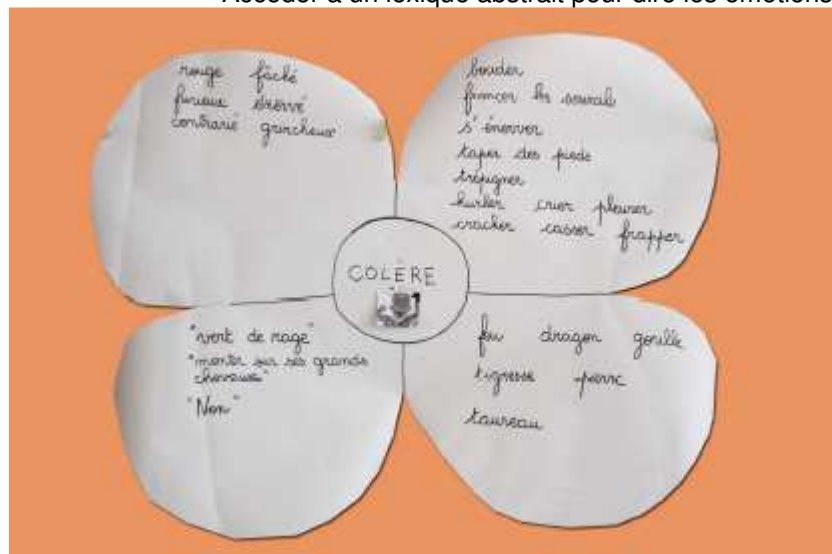 Accéder à un lexique abstrait pour dire les émotions
rouge fâché
furieux énervé
contrarié grincheux
bouder
froncer les sourcils
s'énerver
taper des pieds
trépigner
hurler crier pleurer
cracher casser frapper
COLÈRE
"vert de rage"
"monter sur ses grands
chevaux"
"Non"
feu dragon gorille
tigresse
taureau